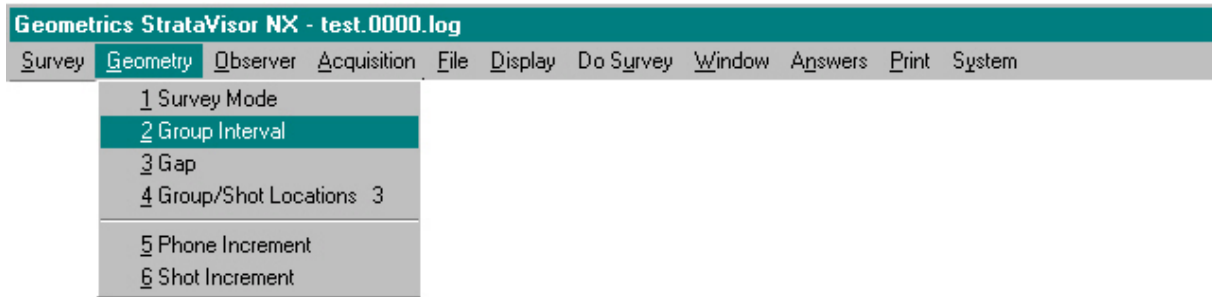 Geometrics StrataVisor NX - test.0000.log
Survey Geometry Observer Acquisition File Display Do Survey Window Answers Print System
1 Survey Mode
2 Group Interval
3 Gap
4 Group/Shot Locations 3
5 Phone Increment
6 Shot Increment